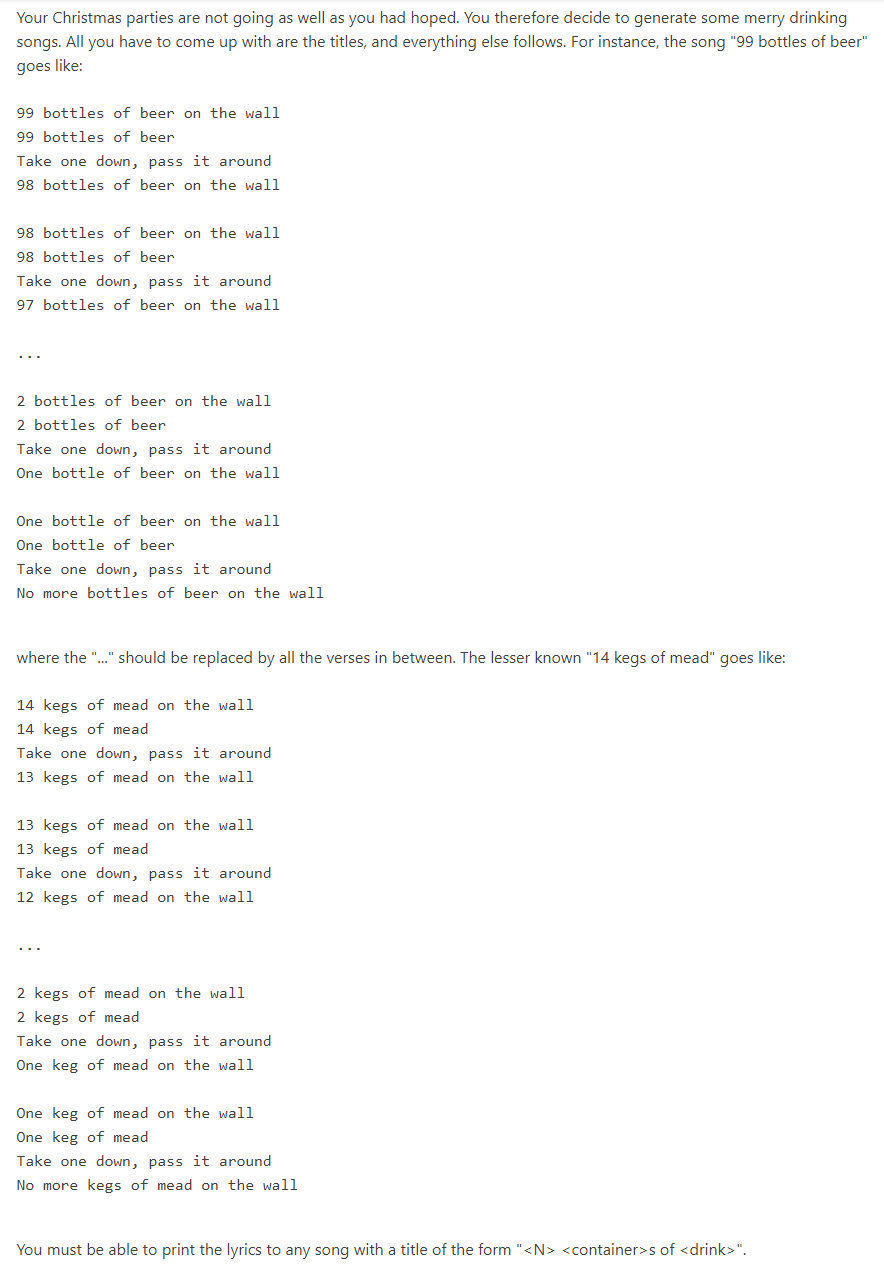 Your Christmas parties are not going as well as you had hoped. You therefore decide to generate some merry drinking
songs. All you have to come up with are the titles, and everything else follows. For instance, the song "99 bottles of beer"
goes like:
99 bottles of beer on the wall
99 bottles of beer
Take one down, pass it around
98 bottles of beer on the wall
98 bottles of beer on the wall
98 bottles of beer
Take one down, pass it around
97 bottles of beer on the wall
...
2 bottles of beer on the wall
2 bottles of beer
Take one down, pass it around
One bottle of beer on the wall
One bottle of beer on the wall
One bottle of beer
Take one down, pass it around
No more bottles of beer on the wall
where the "..." should be replaced by all the verses in between. The lesser known "14 kegs of mead" goes like:
14 kegs of mead on the wall
14 kegs of mead
Take one down, pass it around
13 kegs of mead on the wall
13 kegs of mead on the wall
13 kegs of mead
Take one down, pass it around
12 kegs of mead on the wall
...
2 kegs of mead on the wall
2 kegs of mead
Take one down, pass it around
One keg of mead on the wall
One keg of mead on the wall
One keg of mead
Take one down, pass it around
No more kegs of mead on the wall
You must be able to print the lyrics to any song with a title of the form "<N> <container>s of <drink>".